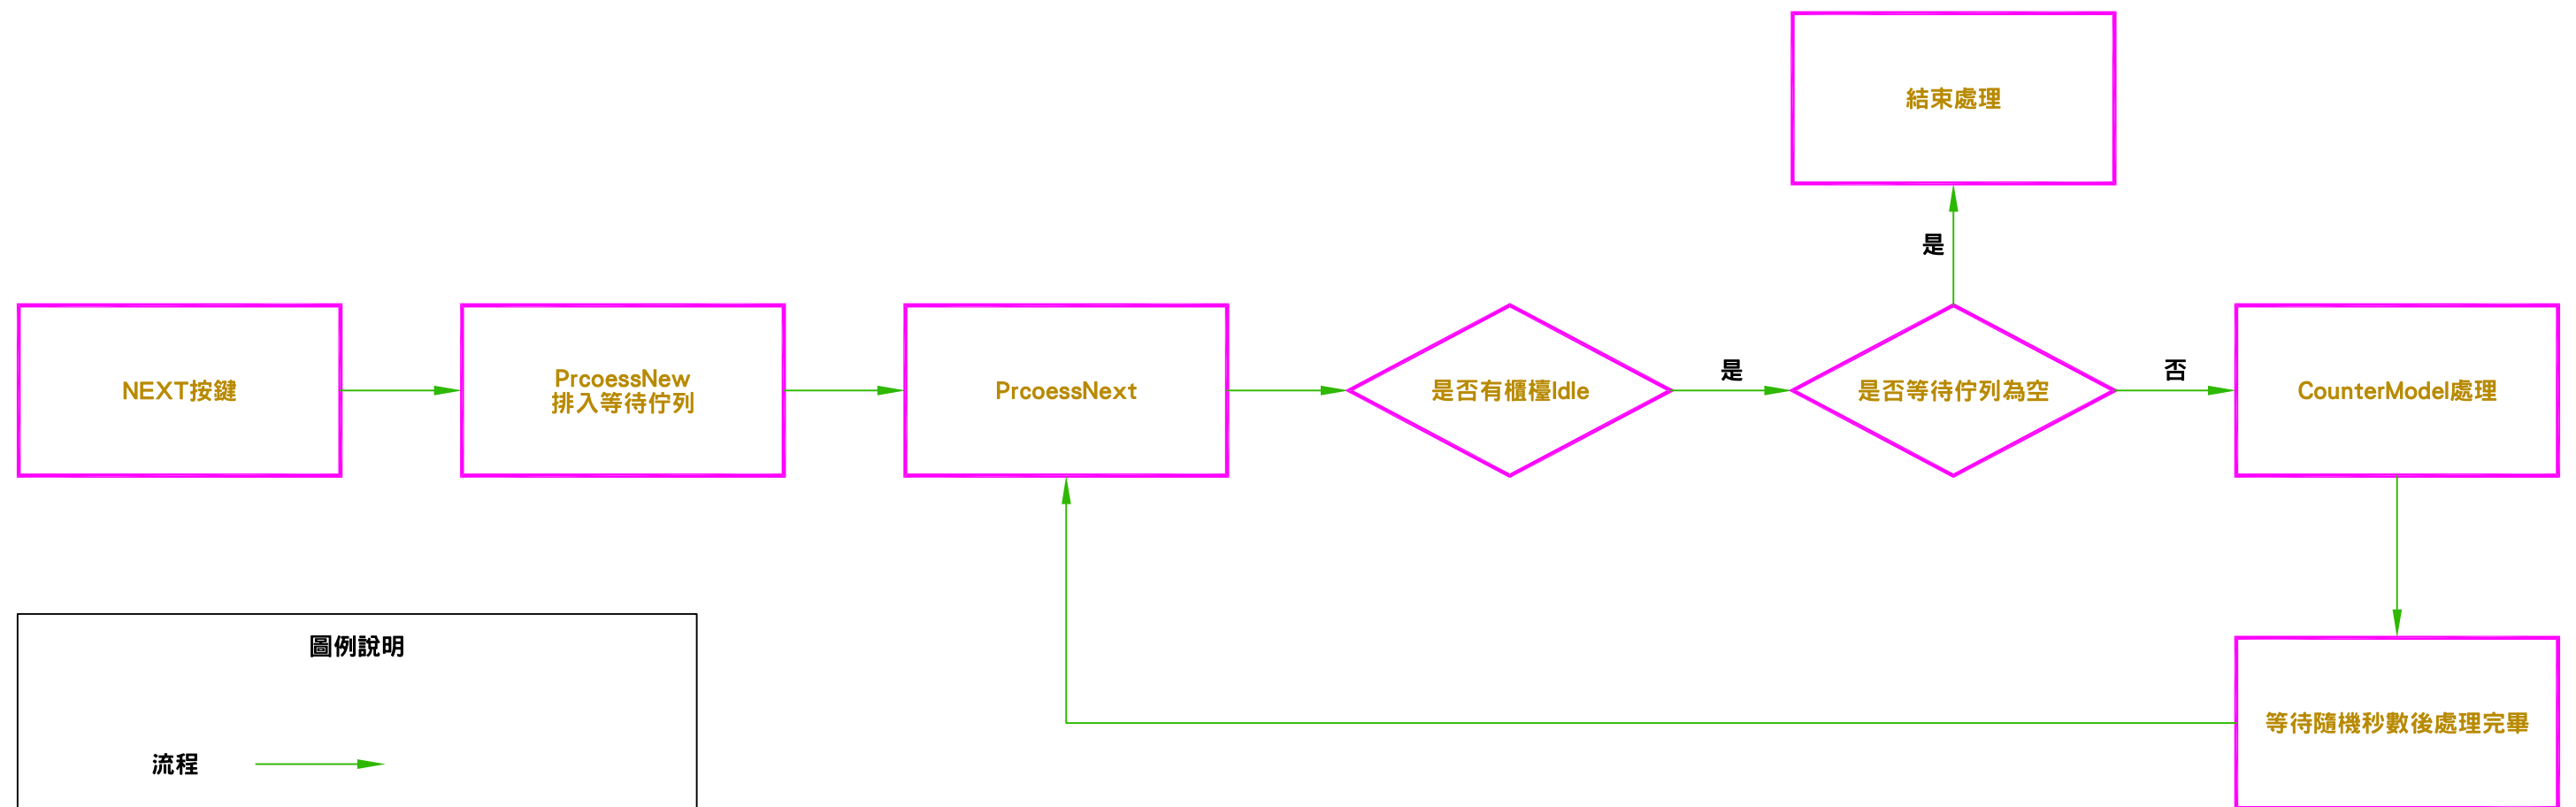 結束處理
是
NEXT按鍵
PrcoessNew
排入等待佇列
PrcoessNext
是否有櫃檯Idle
是
是否等待佇列為空
否
CounterModel處理
圖例說明
流程
等待隨機秒數後處理完畢